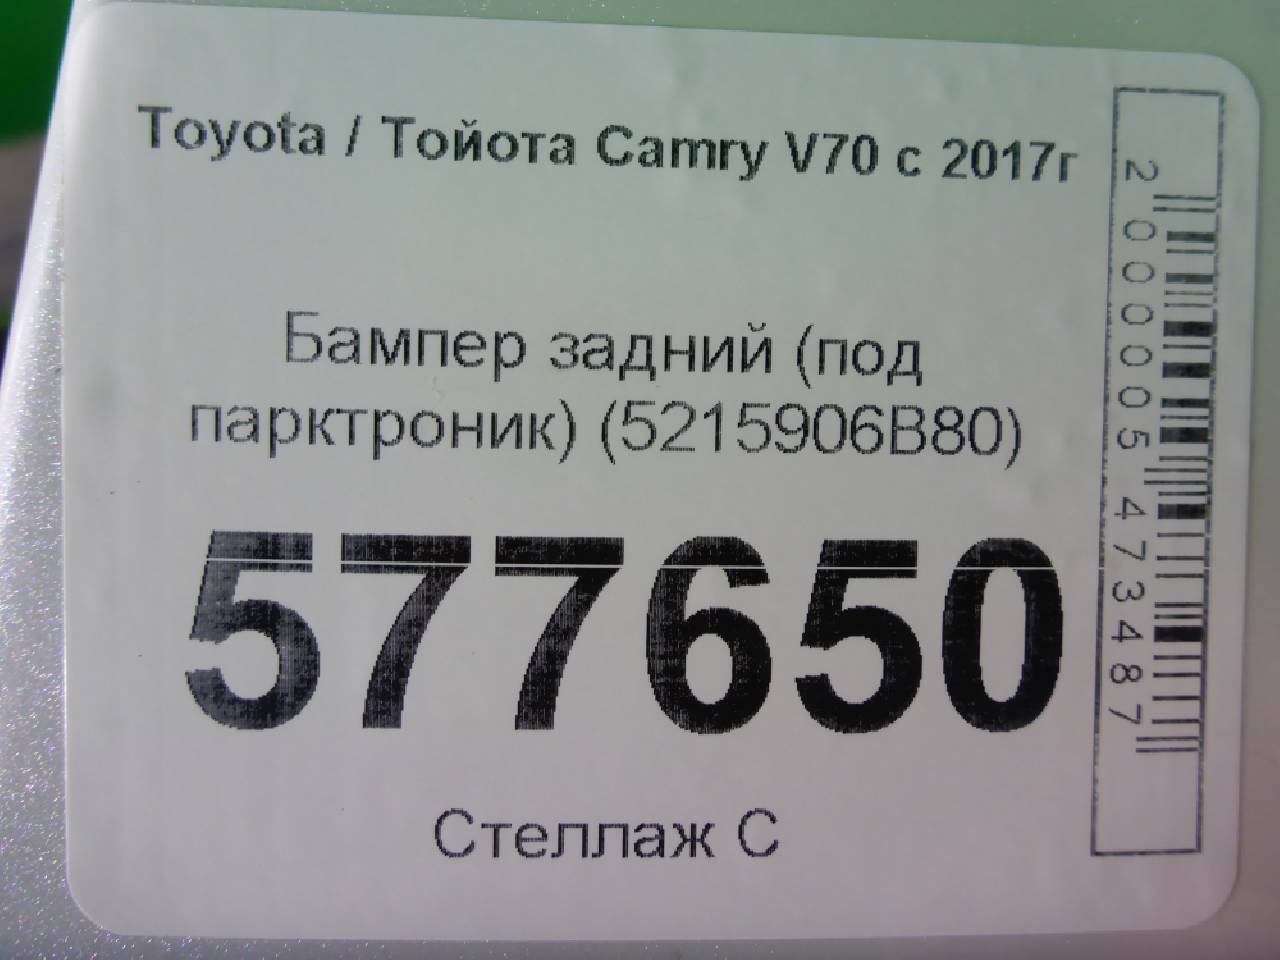 Toyota / Тойота Camry V70 с 2017г
Бампер задний (под
парктроник) (5215906B80)
577650
Стеллаж С
2000005473487